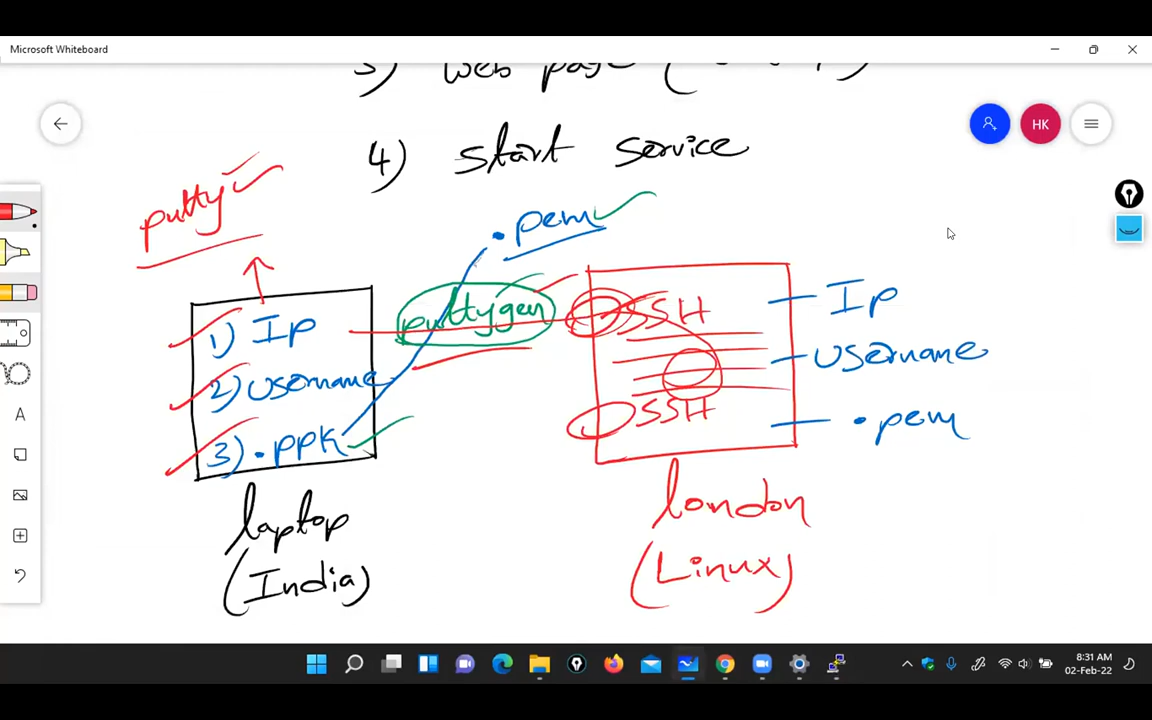 Microsoft Whiteboard
3) web page (
HK
4) start service
putty
.pem
puttygen
1) Ip
2) username
3) .ppk
SSH
SSH
Ip
username
.pem
laptop
(India)
london
(Linux)
A
8:31 AM
02-Feb-22